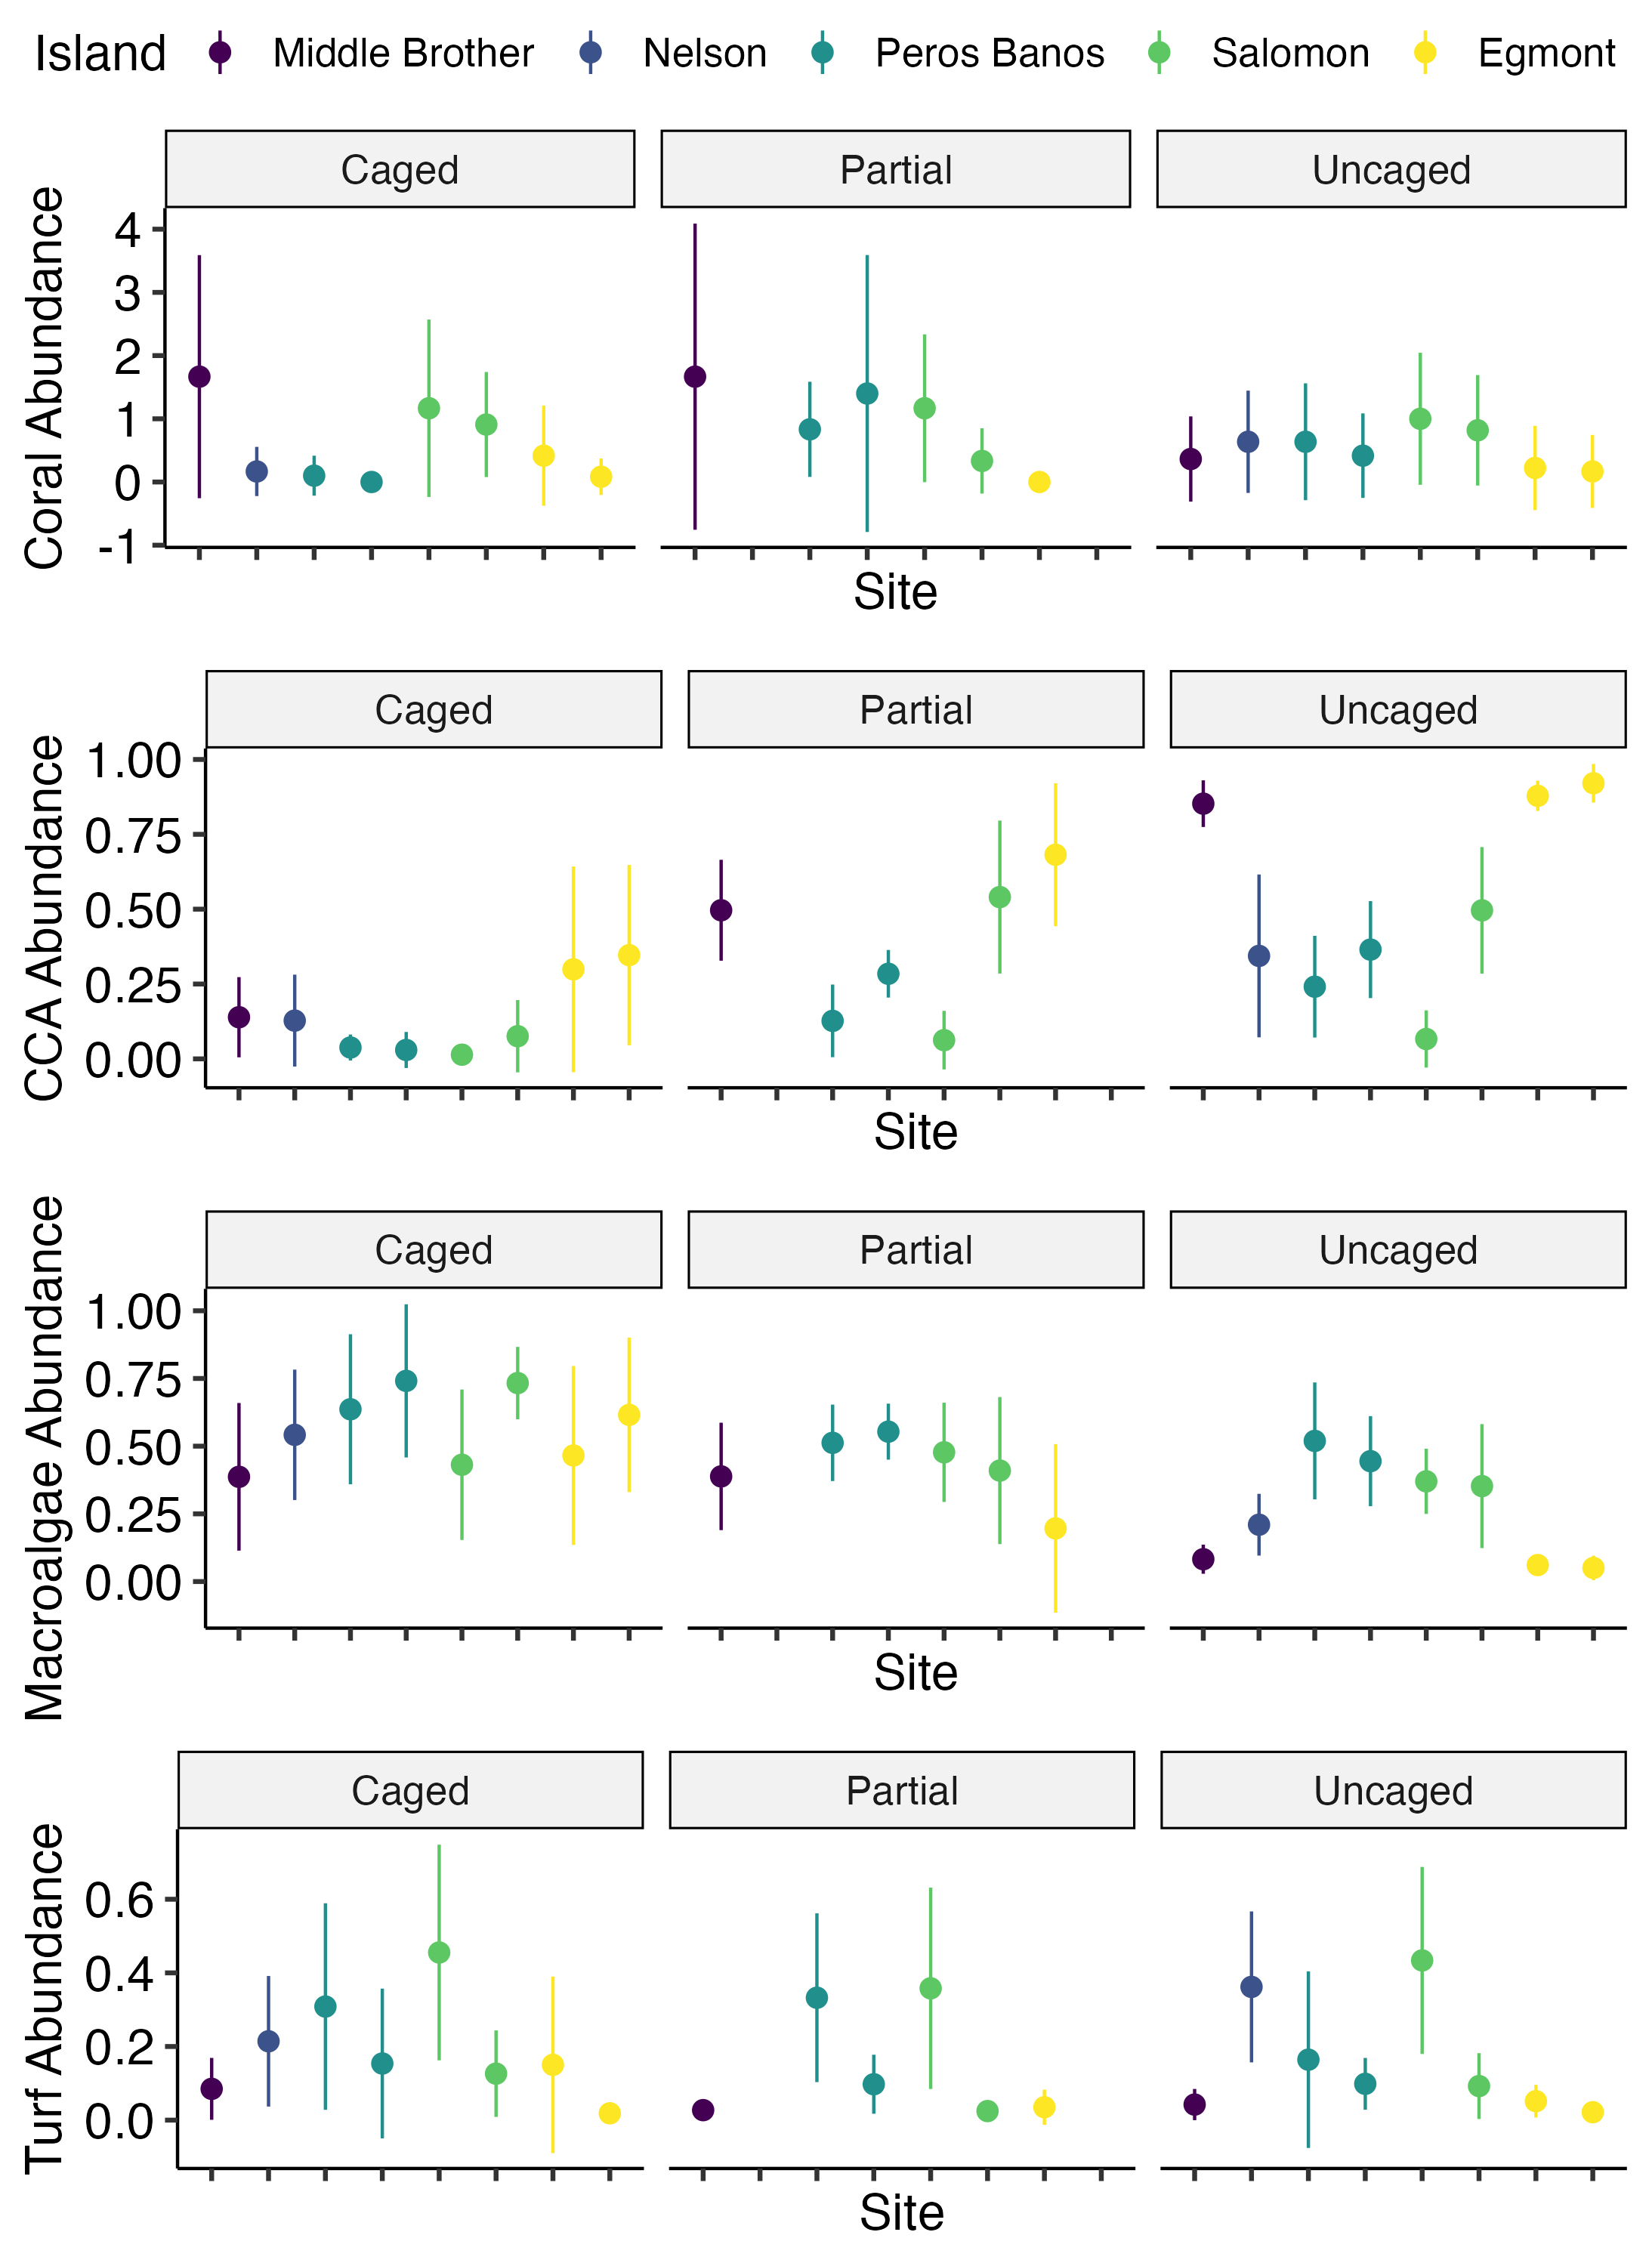 Island Middle Brother Nelson Peros Banos Salomon Egmont
Caged Partial Uncaged
Coral Abundance
4
3
2
1
0
-1
Site
Caged Partial Uncaged
CCA Abundance
1.00
0.75
0.50
0.25
0.00
Site
Caged Partial Uncaged
Macroalgae Abundance
1.00
0.75
0.50
0.25
0.00
Site
Caged Partial Uncaged
Turf Abundance
0.6
0.4
0.2
0.0
Site